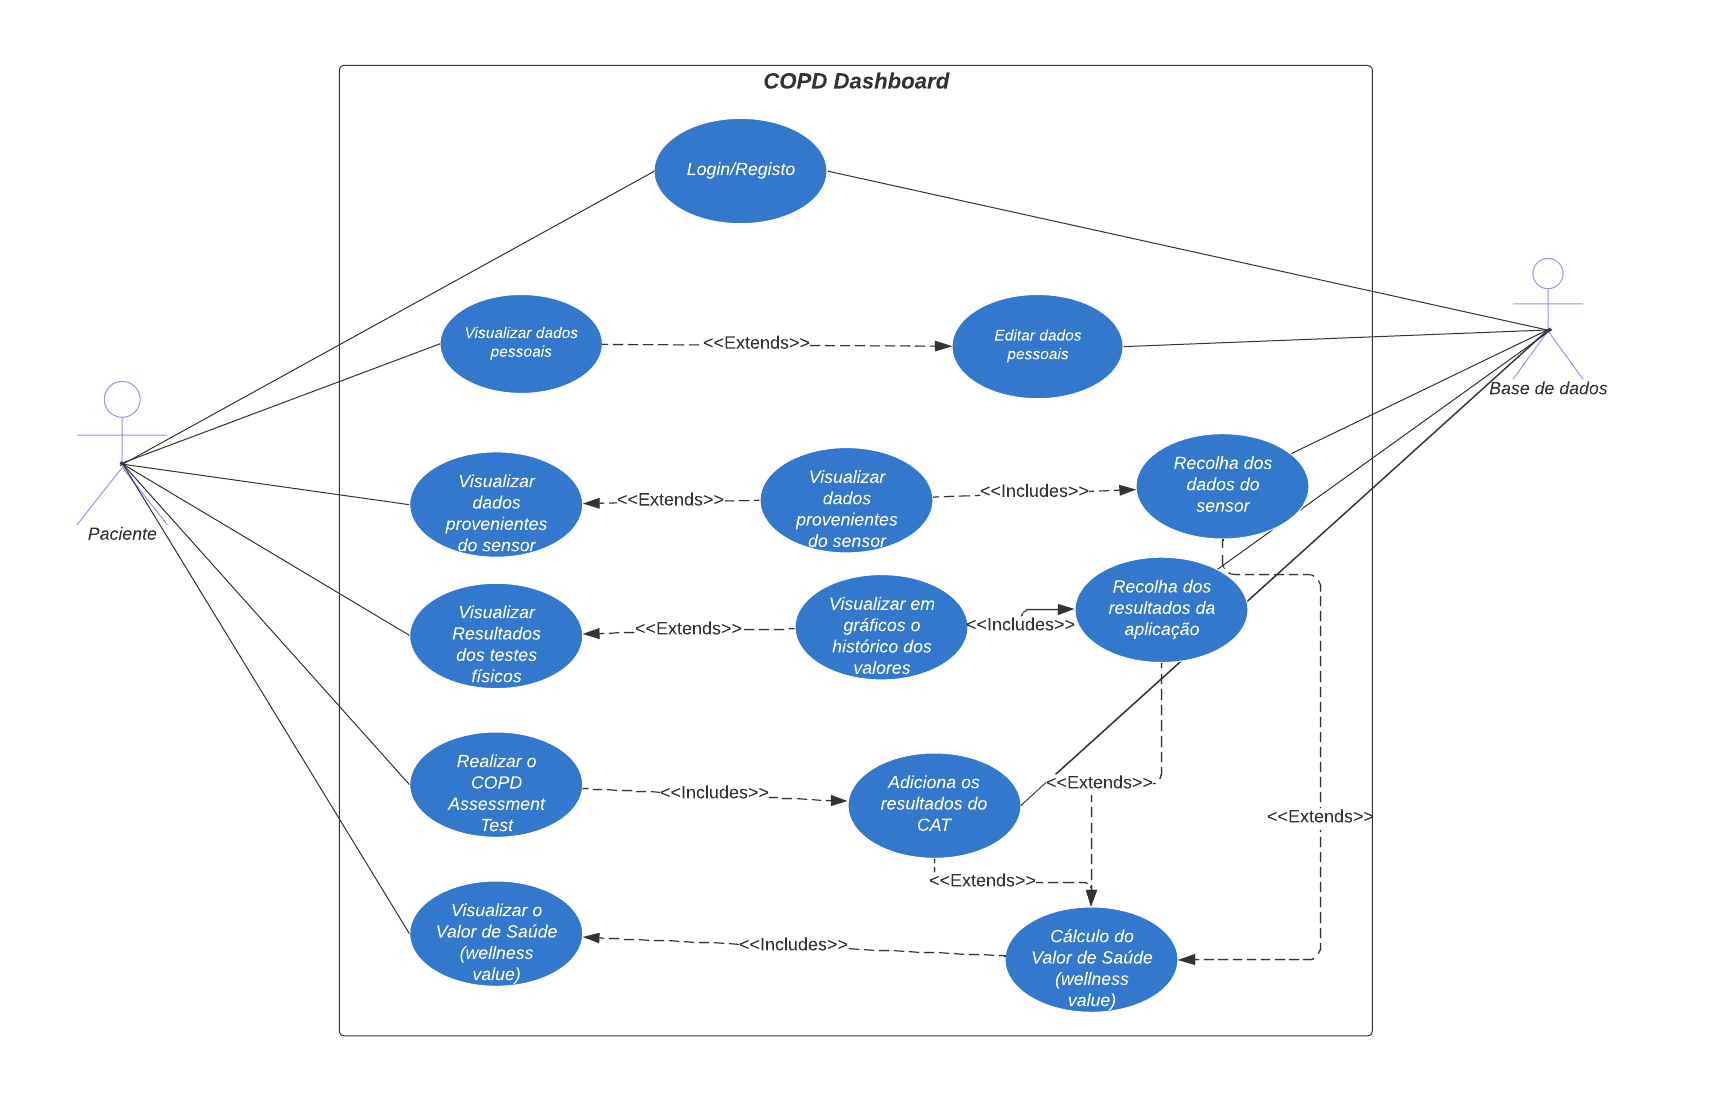 COPD Dashboard
Login/Registo
Visualizar dados
pessoais
<<Extends>>
Editar dados
pessoais
Base de dados
Paciente
Visualizar
dados
provenientes
do sensor
<<Extends>>
Visualizar
dados
provenientes
do sensor
<<Includes>>
Recolha dos
dados do
sensor
Visualizar
Resultados
dos testes
físicos
<<Extends>>
Visualizar em
gráficos o
histórico dos
valores
<<Includes>>
Recolha dos
resultados da
aplicação
Realizar o
COPD
Assessment
Test
<<Includes>>
Adiciona os
resultados do
CAT
<<Extends>>
<<Extends>>
<<Extends>>
Visualizar o
Valor de Saúde
(wellness
value)
<<Includes>>
Cálculo do
Valor de Saúde
(wellness
value)